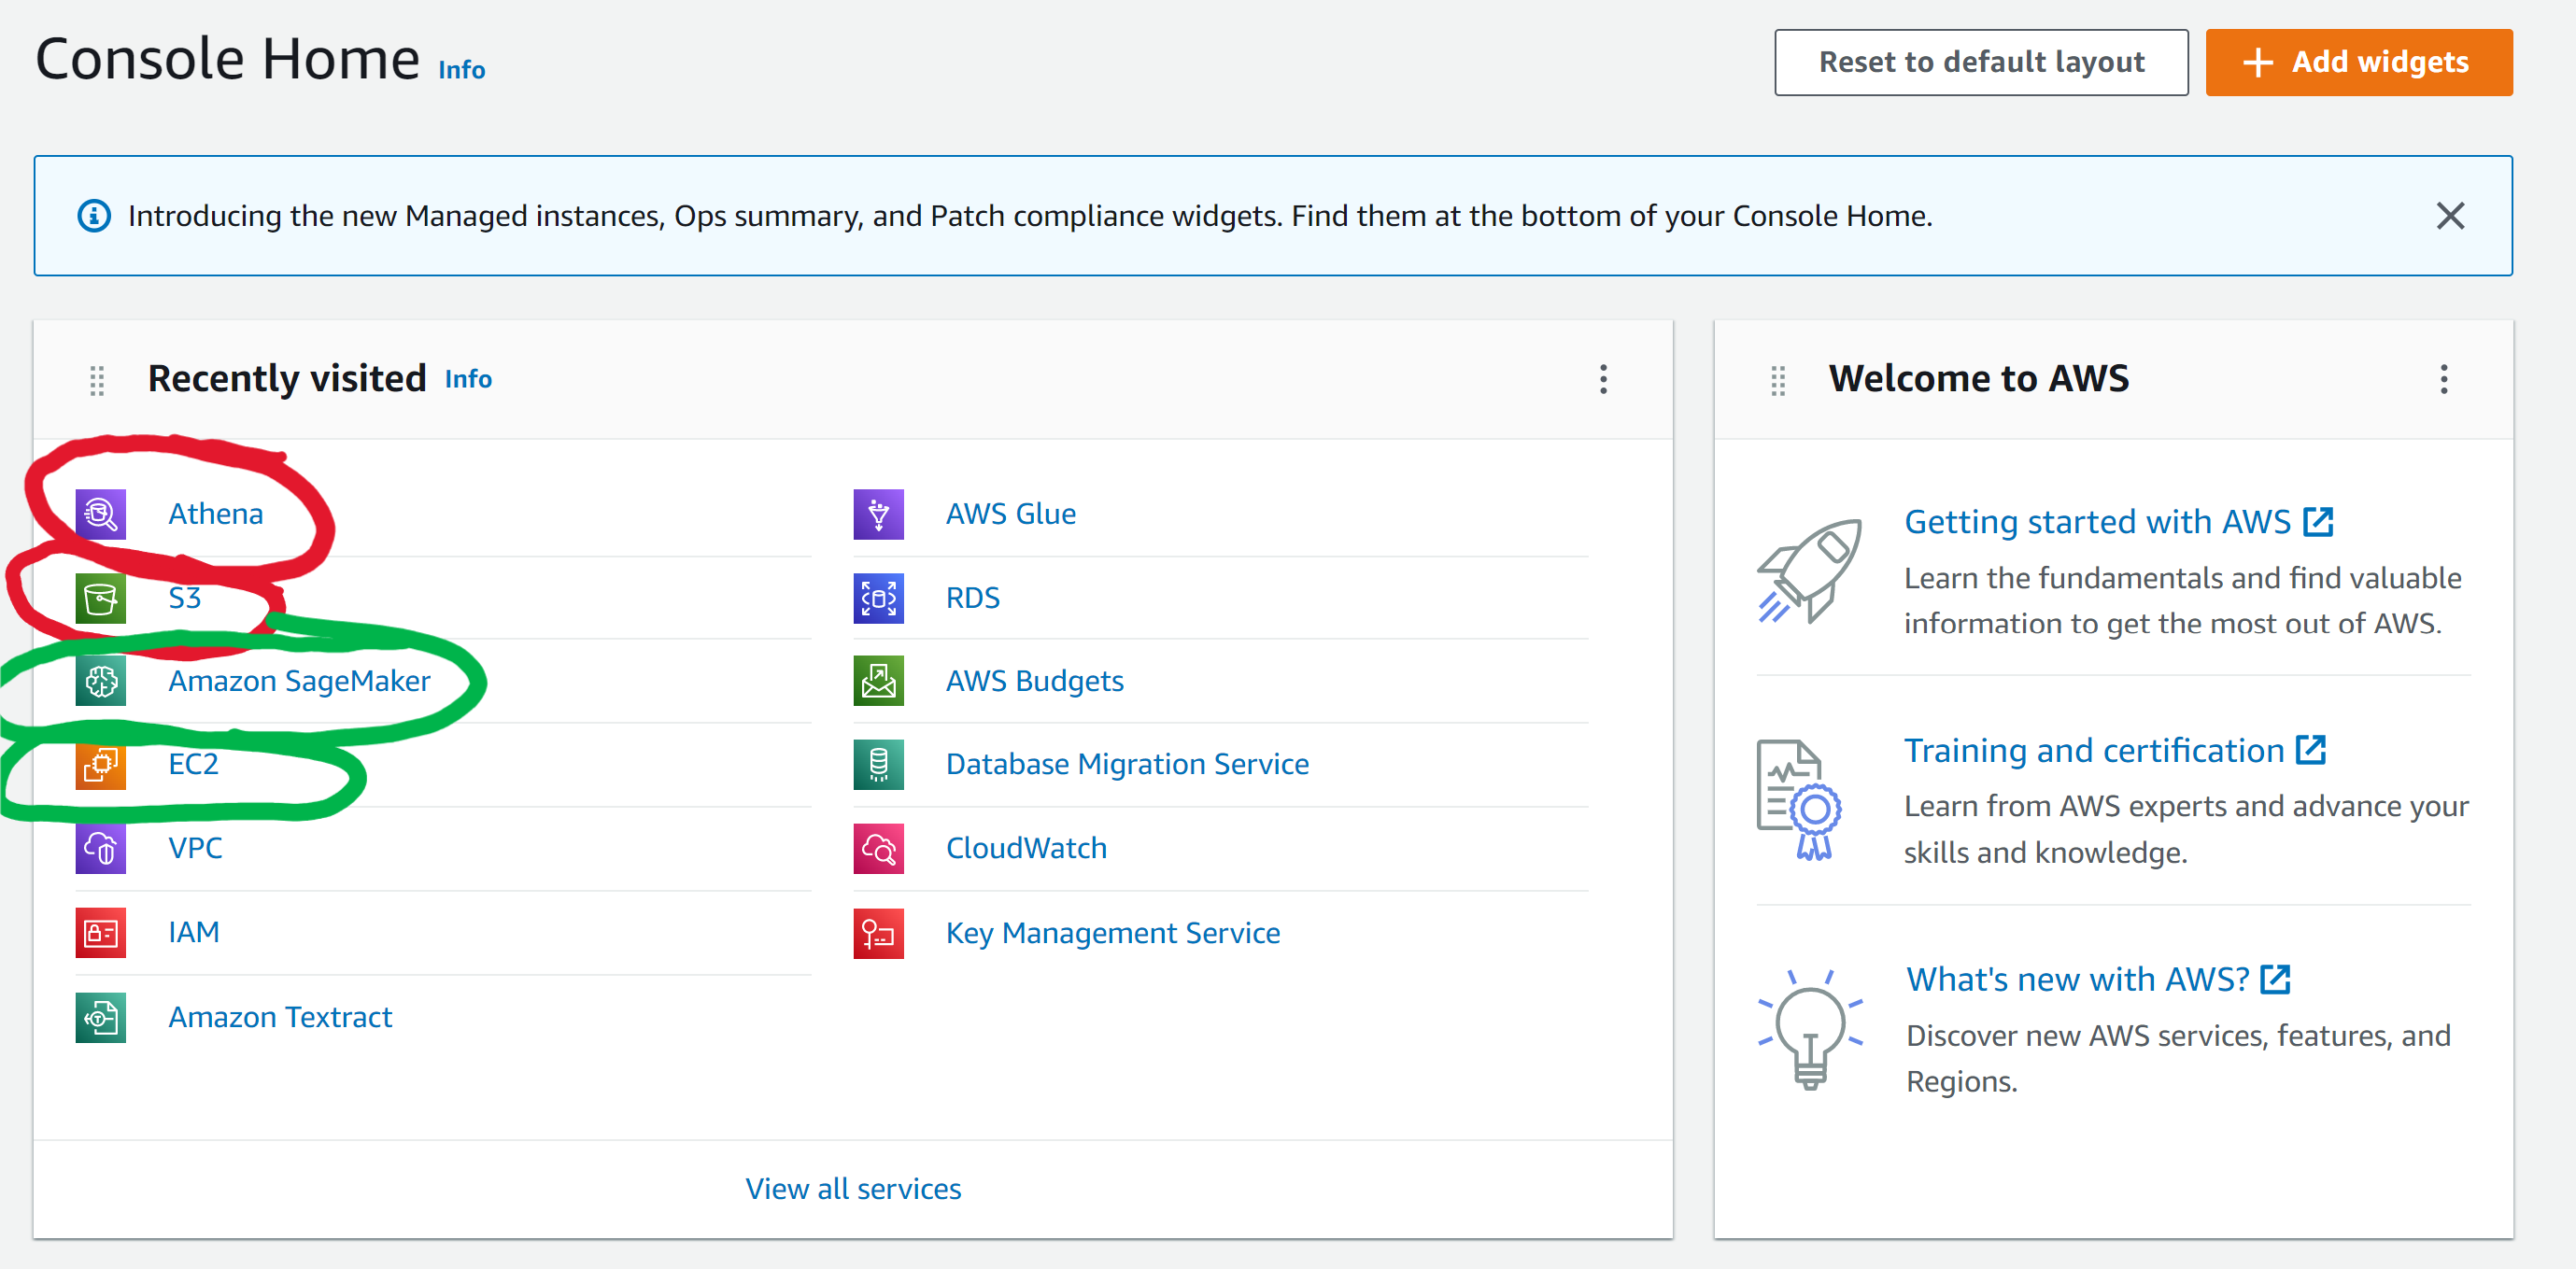 Console Home Info
Reset to default layout
+ Add widgets
Introducing the new Managed instances, Ops summary, and Patch compliance widgets. Find them at the bottom of your Console Home.
Recently visited Info
Athena
S3
Amazon SageMaker
EC2
VPC
IAM
Amazon Textract
AWS Glue
RDS
AWS Budgets
Database Migration Service
CloudWatch
Key Management Service
View all services
Welcome to AWS
Getting started with AWS
Learn the fundamentals and find valuable
information to get the most out of AWS.
Training and certification
Learn from AWS experts and advance your
skills and knowledge.
What's new with AWS?
Discover new AWS services, features, and
Regions.